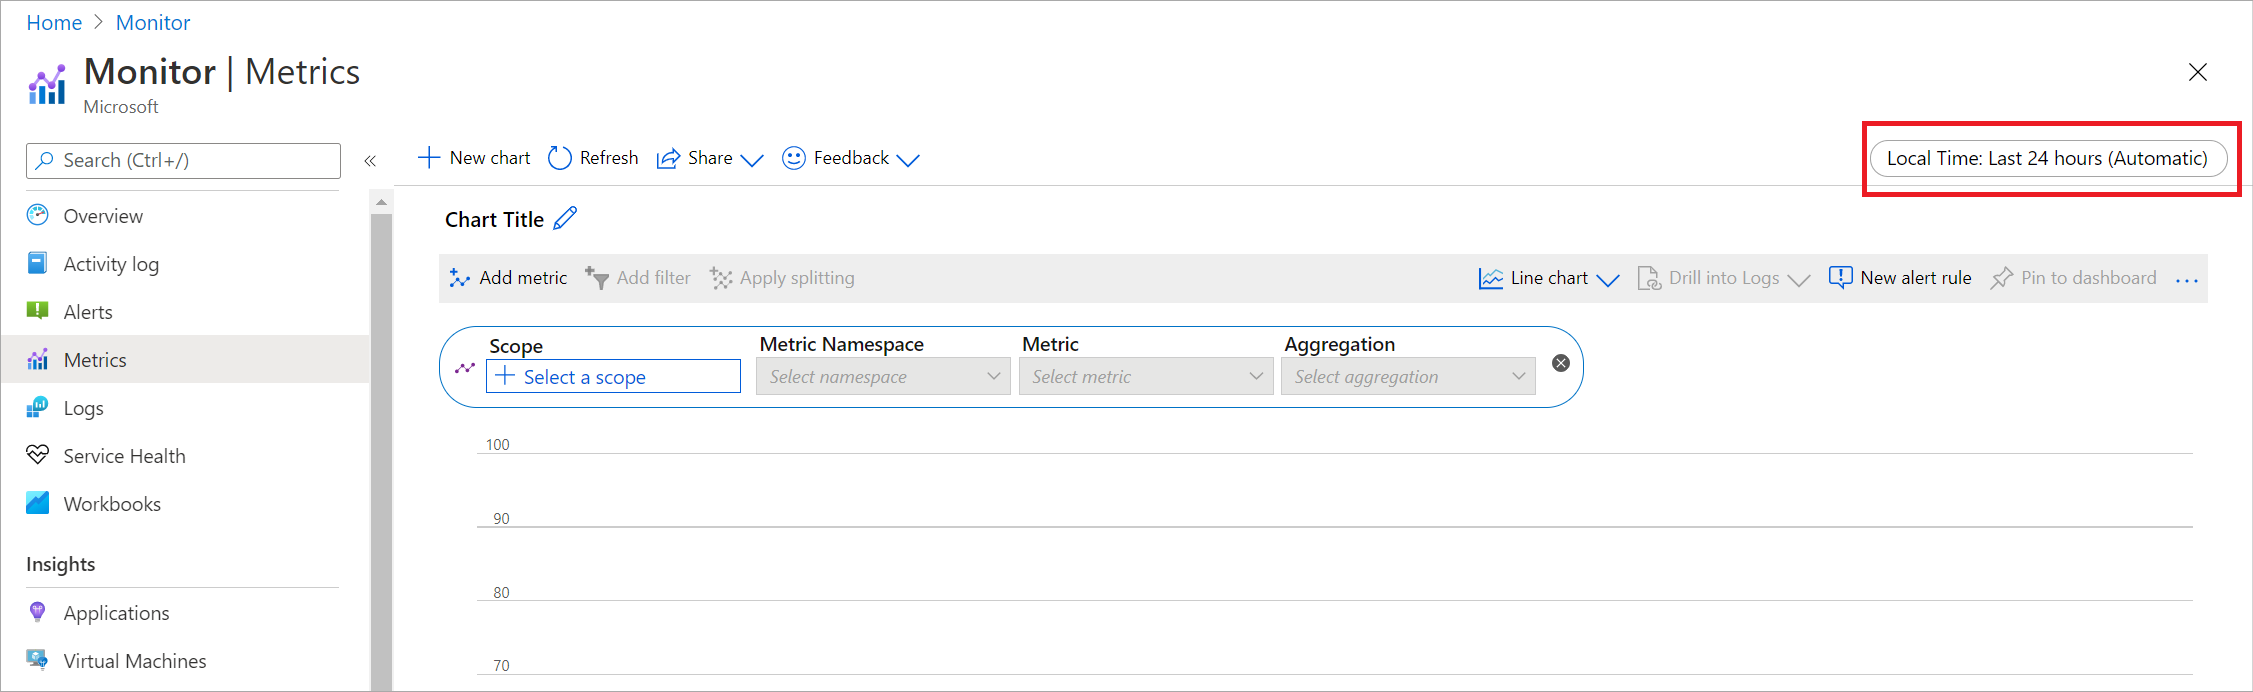 Home > Monitor
Monitor | Metrics
Microsoft
Search (Ctrl+/)
«
New chart
Refresh
Share
Feedback
Local Time: Last 24 hours (Automatic)
Overview
Activity log
Alerts
Metrics
Logs
Service Health
Workbooks
Insights
Applications
Virtual Machines
Chart Title
Add metric
Add filter
Apply splitting
Line chart
Drill into Logs
New alert rule
Pin to dashboard
...
Scope
Select a scope
Metric Namespace
Select namespace
Metric
Select metric
Aggregation
Select aggregation
100
90
80
70